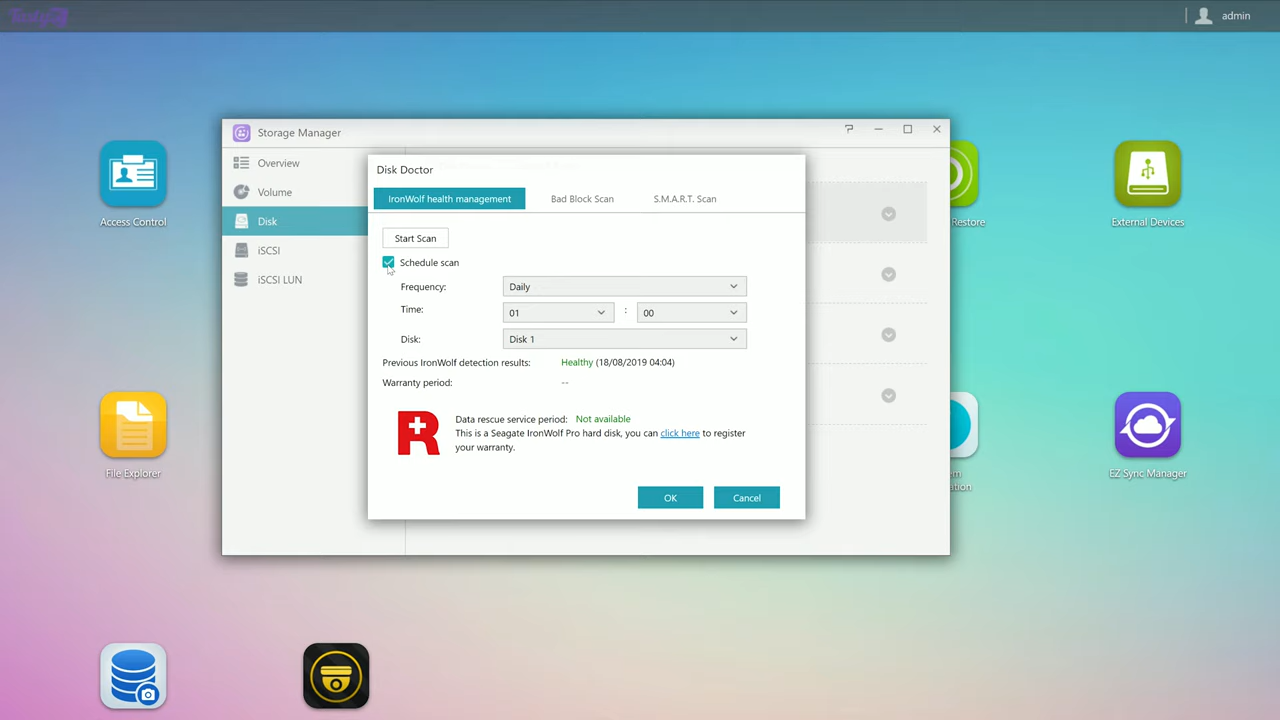 admin
Storage Manager
Overview
Volume
Disk
iSCSI
iSCSI LUN
Disk Doctor
IronWolf health management
Bad Block Scan
S.M.A.R.T. Scan
Start Scan
Schedule scan
Frequency: Daily
Time: 01 : 00
Disk: Disk 1
Previous IronWolf detection results: Healthy (18/08/2019 04:04)
Warranty period: --
Data rescue service period: Not available
This is a Seagate IronWolf Pro hard disk, you can click here to register
your warranty.
OK
Cancel
Access Control
Restore
External Devices
File Explorer
EZ Sync Manager